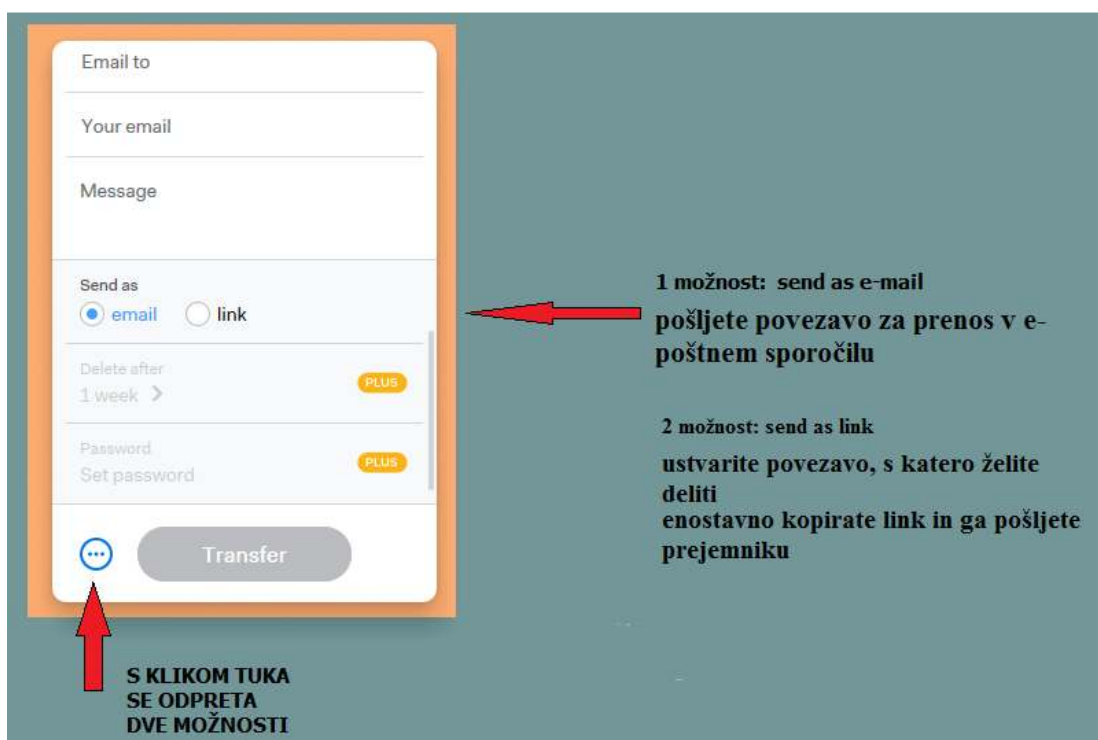 Email to
Your email
Message
Send as
email link
Delete after
1 week
PLUS
Password
Set password
PLUS
Transfer
S KLIKOM TUKA
SE ODPRETA
DVE MOŽNOSTI
1 možnost: send as e-mail
pošljete povezavo za prenos v e-
poštnem sporočilu
2 možnost: send as link
ustvarite povezavo, s katero želite
deliti
enostavno kopirate link in ga pošljete
prejemniku